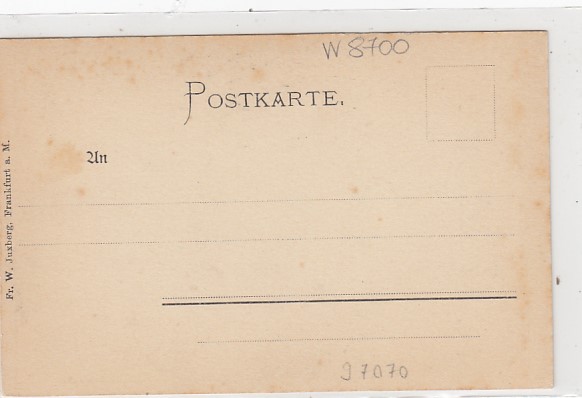 W 8700
POSTKARTE.
An
Fr. W. Juxberg, Frankfurt a. M.
J 7070